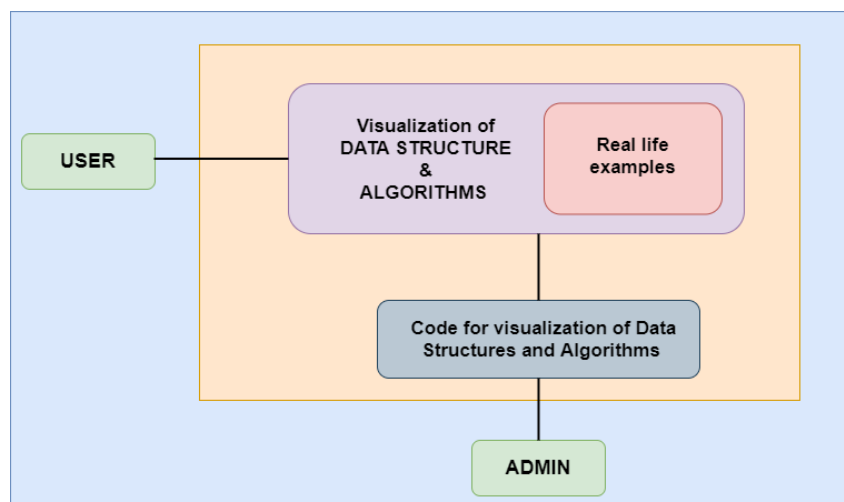 Visualization of
DATA STRUCTURE
&
ALGORITHMS
Real life
examples
USER
Code for visualization of Data
Structures and Algorithms
ADMIN